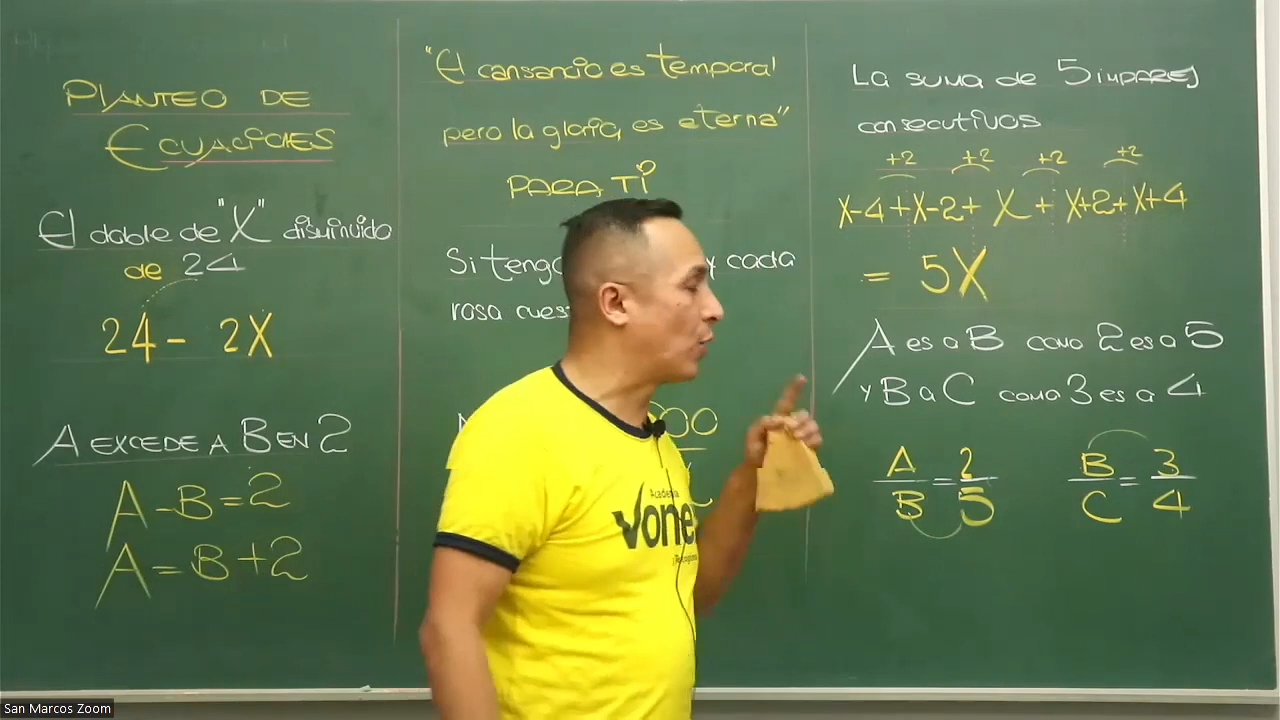 PLANTEO DE
ECUACIONES
El doble de "X" disminuido
de 24
24 - 2X
A EXCEDE A B EN 2
A - B = 2
A = B + 2
"El cansancio es temporal
pero la gloria, es eterna"
PARA TI
Si tengo y cada
rosa
00
La suma de 5 impares
consecutivos
+2 +2 +2 +2
X-4+X-2+ X + X+2+X+4
= 5X
A es a B como 2 es a 5
y B a C como 3 es a 4
A/B = 2/5 B/C = 3/4
Vone
San Marcos Zoom